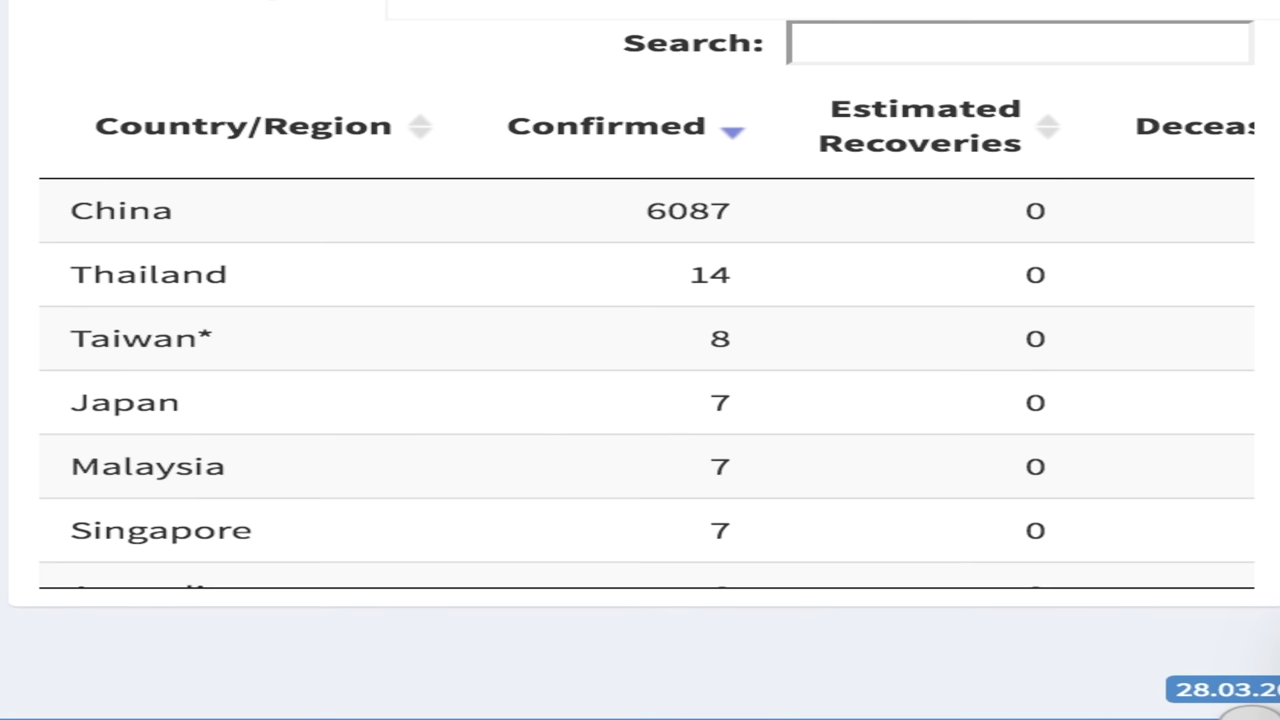 Search:
Country/Region Confirmed Estimated Recoveries
China 6087 0
Thailand 14 0
Taiwan* 8 0
Japan 7 0
Malaysia 7 0
Singapore 7 0